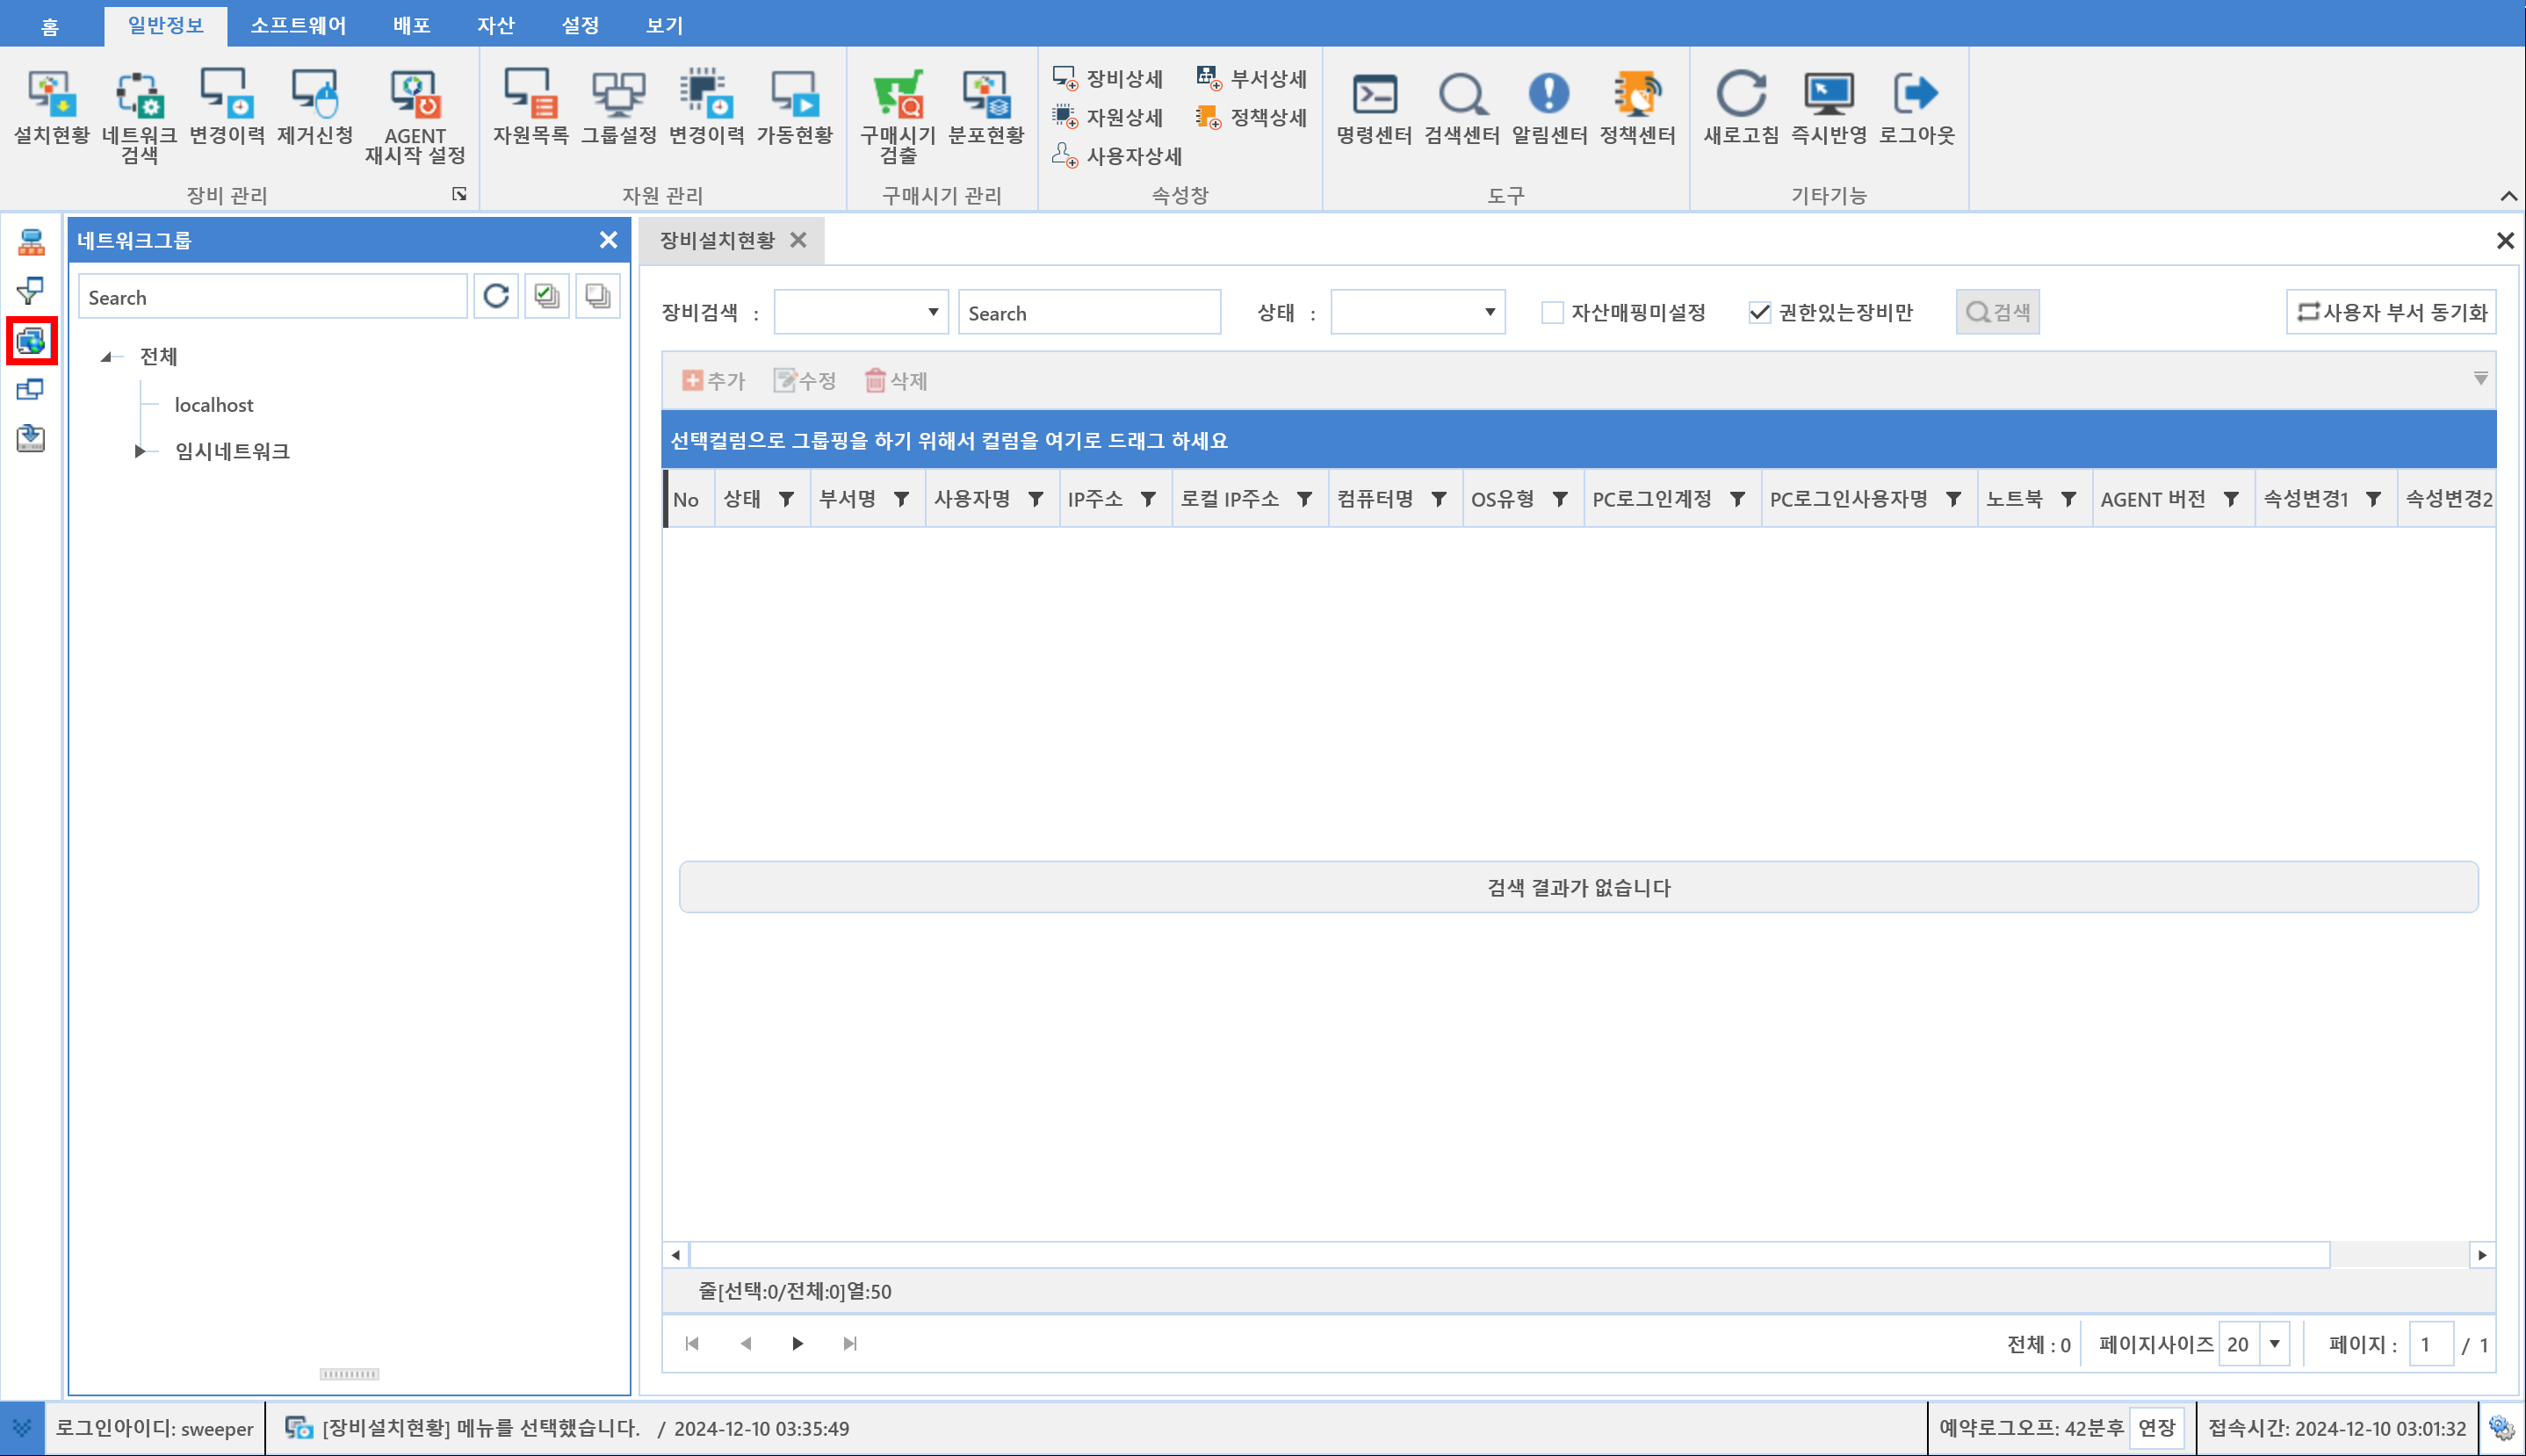 홈 일반정보 소프트웨어 배포 자산 설정 보기
설치현황 네트워크 검색 변경이력 제거신청 AGENT 재시작 설정
장비 관리
자원목록 그룹설정 변경이력 가동현황
자원 관리
구매시기 검출 분포현황
구매시기 관리
장비상세 부서상세
자원상세 정책상세
사용자상세
속성창
명령센터 검색센터 알림센터 정책센터
도구
새로고침 즉시반영 로그아웃
기타기능
네트워크그룹
Search
전체
localhost
임시네트워크
장비설치현황
장비검색 : Search 상태 : 자산매핑미설정 권한있는장비만 검색 사용자 부서 동기화
추가 수정 삭제
선택컬럼으로 그룹핑을 하기 위해서 컬럼을 여기로 드래그 하세요
No 상태 부서명 사용자명 IP주소 로컬 IP주소 컴퓨터명 OS유형 PC로그인계정 PC로그인사용자명 노트북 AGENT 버전 속성변경1 속성변경2
검색 결과가 없습니다
줄[선택:0/전체:0]열:50
전체 : 0 페이지사이즈 20 페이지 : 1 / 1
로그인아이디: sweeper [장비설치현황] 메뉴를 선택했습니다. / 2024-12-10 03:35:49 예약로그오프: 42분후 연장 접속시간: 2024-12-10 03:01:32